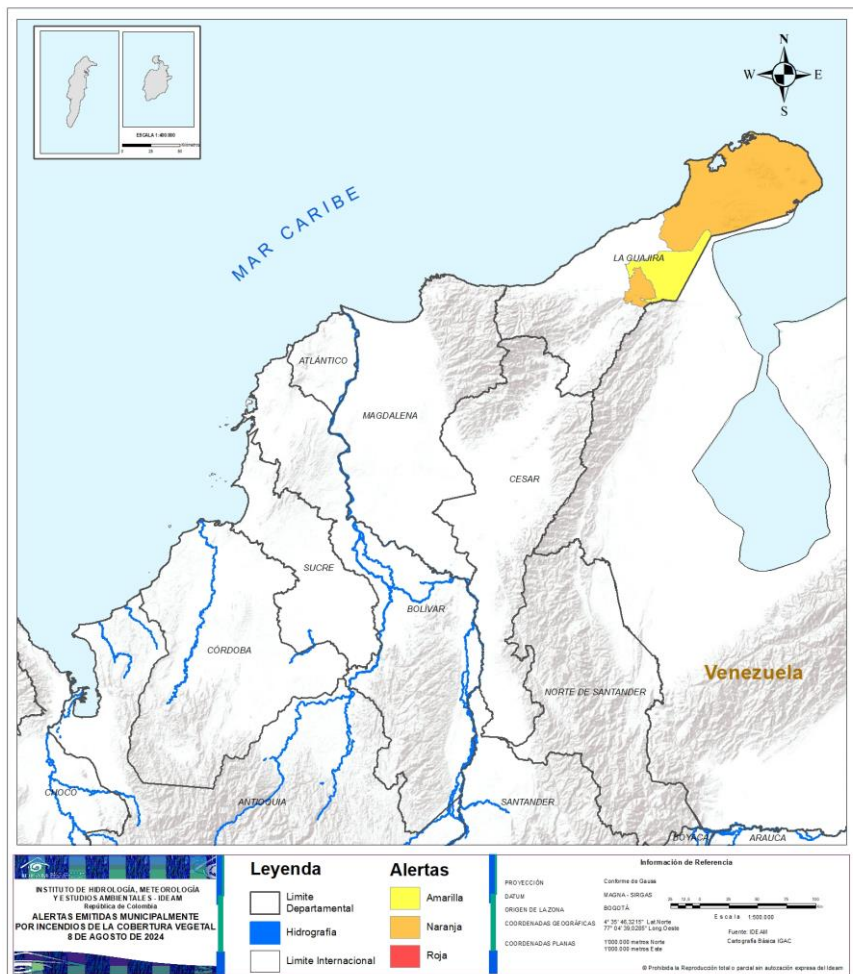 ESCALA 1:400 000
N
W
E
S
MAR CARIBE
LA GUAJIRA
ATLÁNTICO
MAGDALENA
CESAR
SUCRE
BOLÍVAR
CÓRDOBA
NORTE DE SANTANDER
Venezuela
CHOCO
ANTIOQUIA
SANTANDER
BOYACÁ
ARAUCA
INSTITUTO DE HIDROLOGÍA, METEOROLOGÍA
Y ESTUDIOS AMBIENTALES - IDEAM
República de Colombia
ALERTAS EMITIDAS MUNICIPALMENTE
POR INCENDIOS DE LA COBERTURA VEGETAL
8 DE AGOSTO DE 2024
Leyenda
Limite
Departamental
Hidrografía
Limite Internacional
Alertas
Amarilla
Naranja
Roja
Información de Referencia
PROYECCIÓN Conforme de Gauss
DATUM MAGNA - SIRGAS
ORIGEN DE LA ZONA BOGOTÁ
COORDENADAS GEOGRÁFICAS 4° 35' 46,3215" Lat Norte
77° 04' 39,0285" Long Oeste
COORDENADAS PLANAS 1'000.000 metros Norte
1'000.000 metros Este
Escala 1:500.000
Fuente: IDEAM
Cartografía Básica IGAC
© Prohibida la Reproducción total o parcial sin autorización expresa del Ideam